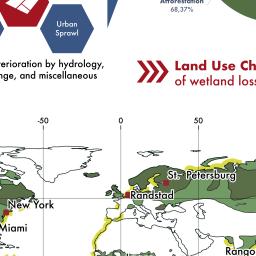 Afforestation
68,37%
Urban
Sprawl
erioration by hydrology,
nge, and miscellaneous
Land Use Ch
of wetland loss
-50 0 50
St.- Petersburg
Randstad
New York
Miami
Rango